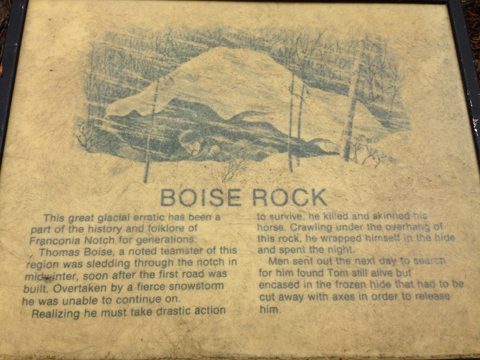 BOISE ROCK
This great glacial erratic has been a
part of the history and folklore of
Franconia Notch for generations.
Thomas Boise, a noted teamster of this
region was sledding through the notch in
midwinter, soon after the first road was
built. Overtaken by a fierce snowstorm
he was unable to continue on.
Realizing he must take drastic action
to survive, he killed and skinned his
horse. Crawling under the overhang of
this rock, he wrapped himself in the hide
and spent the night.
Men sent out the next day to search
for him found Tom still alive but
encased in the frozen hide that had to be
cut away with axes in order to release
him.